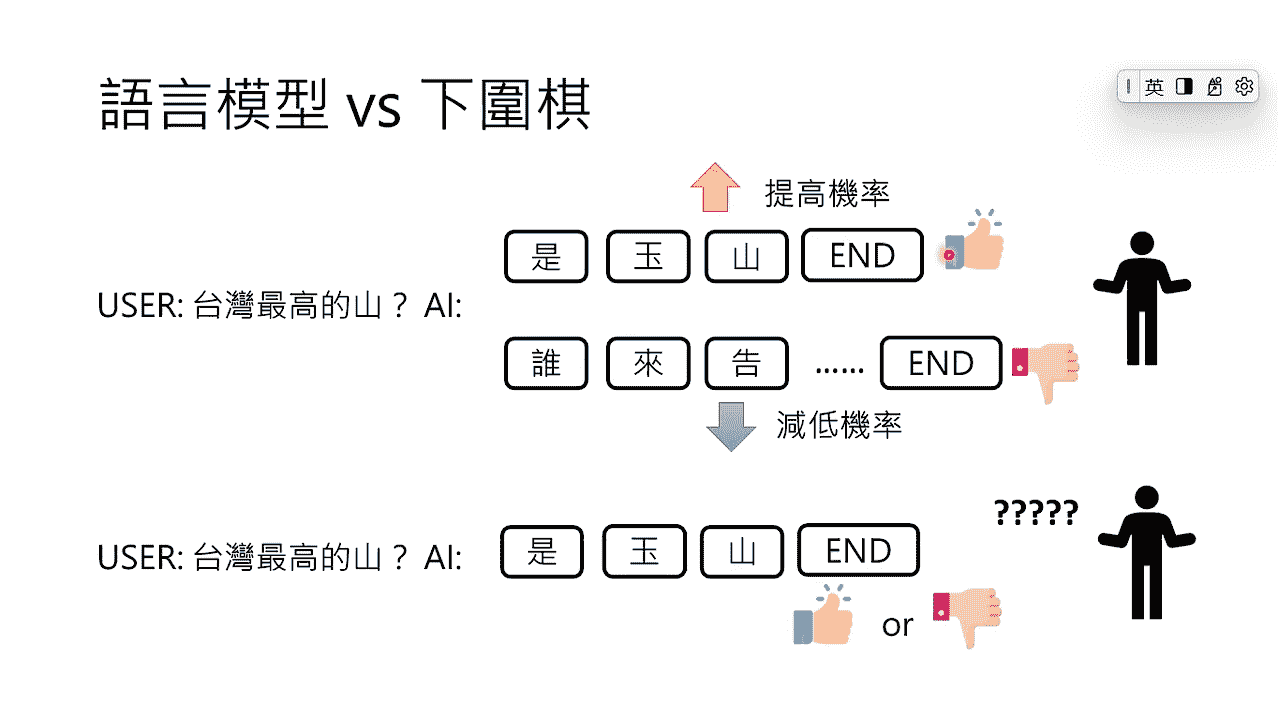 語言模型 vs 下圍棋
英
提高機率
是 玉 山 END
USER: 台灣最高的山？ AI:
誰 來 告 …… END
減低機率
?????
USER: 台灣最高的山？ AI: 是 玉 山 END
or